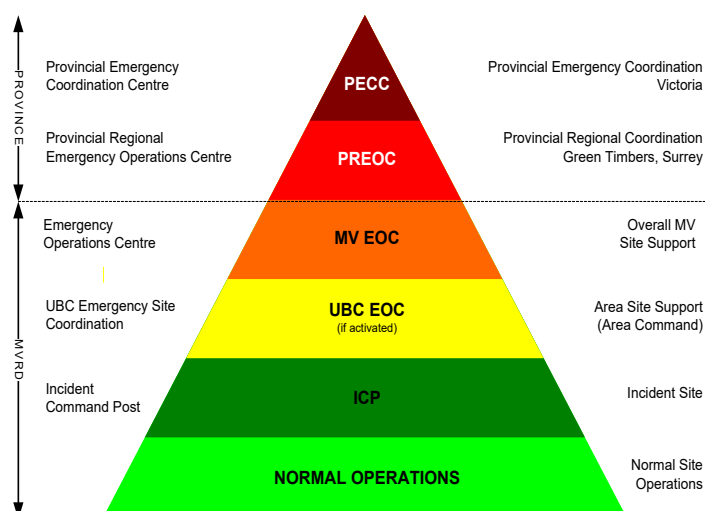 PROVINCE
Provincial Emergency
Coordination Centre
PECC
Provincial Emergency Coordination
Victoria
Provincial Regional
Emergency Operations Centre
PREOC
Provincial Regional Coordination
Green Timbers, Surrey
MVRD
Emergency
Operations Centre
MV EOC
Overall MV
Site Support
UBC Emergency Site
Coordination
UBC EOC
(if activated)
Area Site Support
(Area Command)
Incident
Command Post
ICP
Incident Site
NORMAL OPERATIONS
Normal Site
Operations